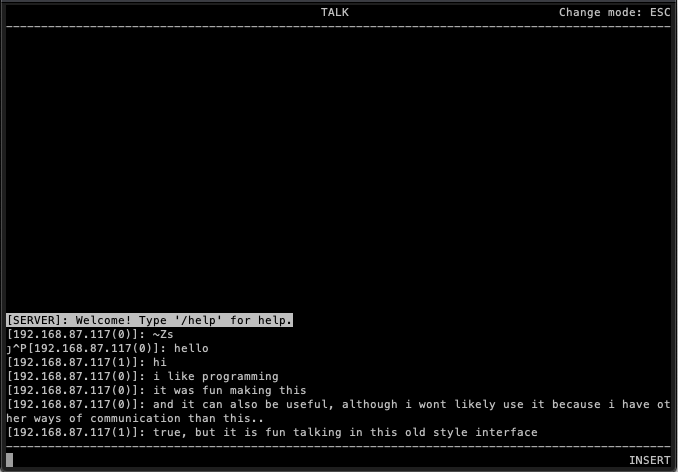 TALK Change mode: ESC
[SERVER]: Welcome! Type '/help' for help.
[192.168.87.117(0)]: ~Zs
╮^P[192.168.87.117(0)]: hello
[192.168.87.117(1)]: hi
[192.168.87.117(0)]: i like programming
[192.168.87.117(0)]: it was fun making this
[192.168.87.117(0)]: and it can also be useful, although i wont likely use it because i have ot
her ways of communication than this..
[192.168.87.117(1)]: true, but it is fun talking in this old style interface
INSERT